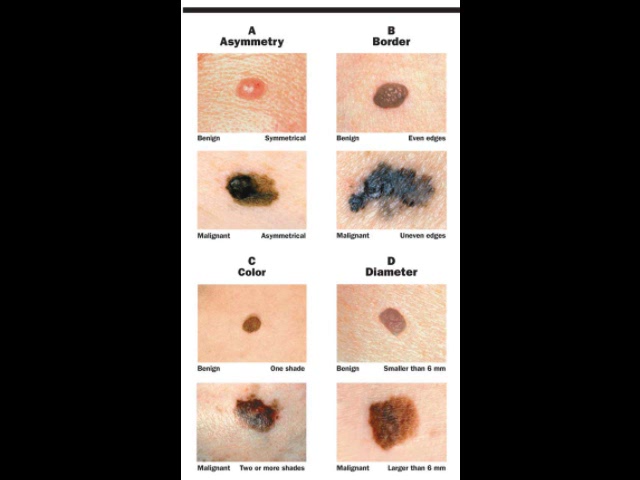 A
Asymmetry
B
Border
Benign Symmetrical
Benign Even edges
Malignant Asymmetrical
Malignant Uneven edges
C
Color
D
Diameter
Benign One shade
Benign Smaller than 6 mm
Malignant Two or more shades
Malignant Larger than 6 mm